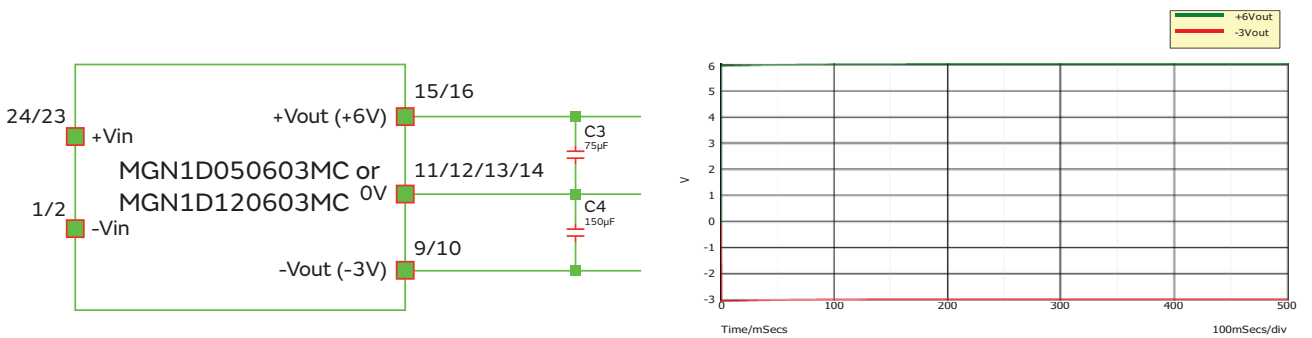 24/23
+Vin
1/2
-Vin
MGN1D050603MC or
MGN1D120603MC
+Vout (+6V)
15/16
0V
11/12/13/14
-Vout (-3V)
9/10
C3
75µF
C4
150µF
+6Vout
-3Vout
V
6
5
4
3
2
1
0
-1
-2
-3
0
100
200
300
400
500
Time/mSecs
100mSecs/div